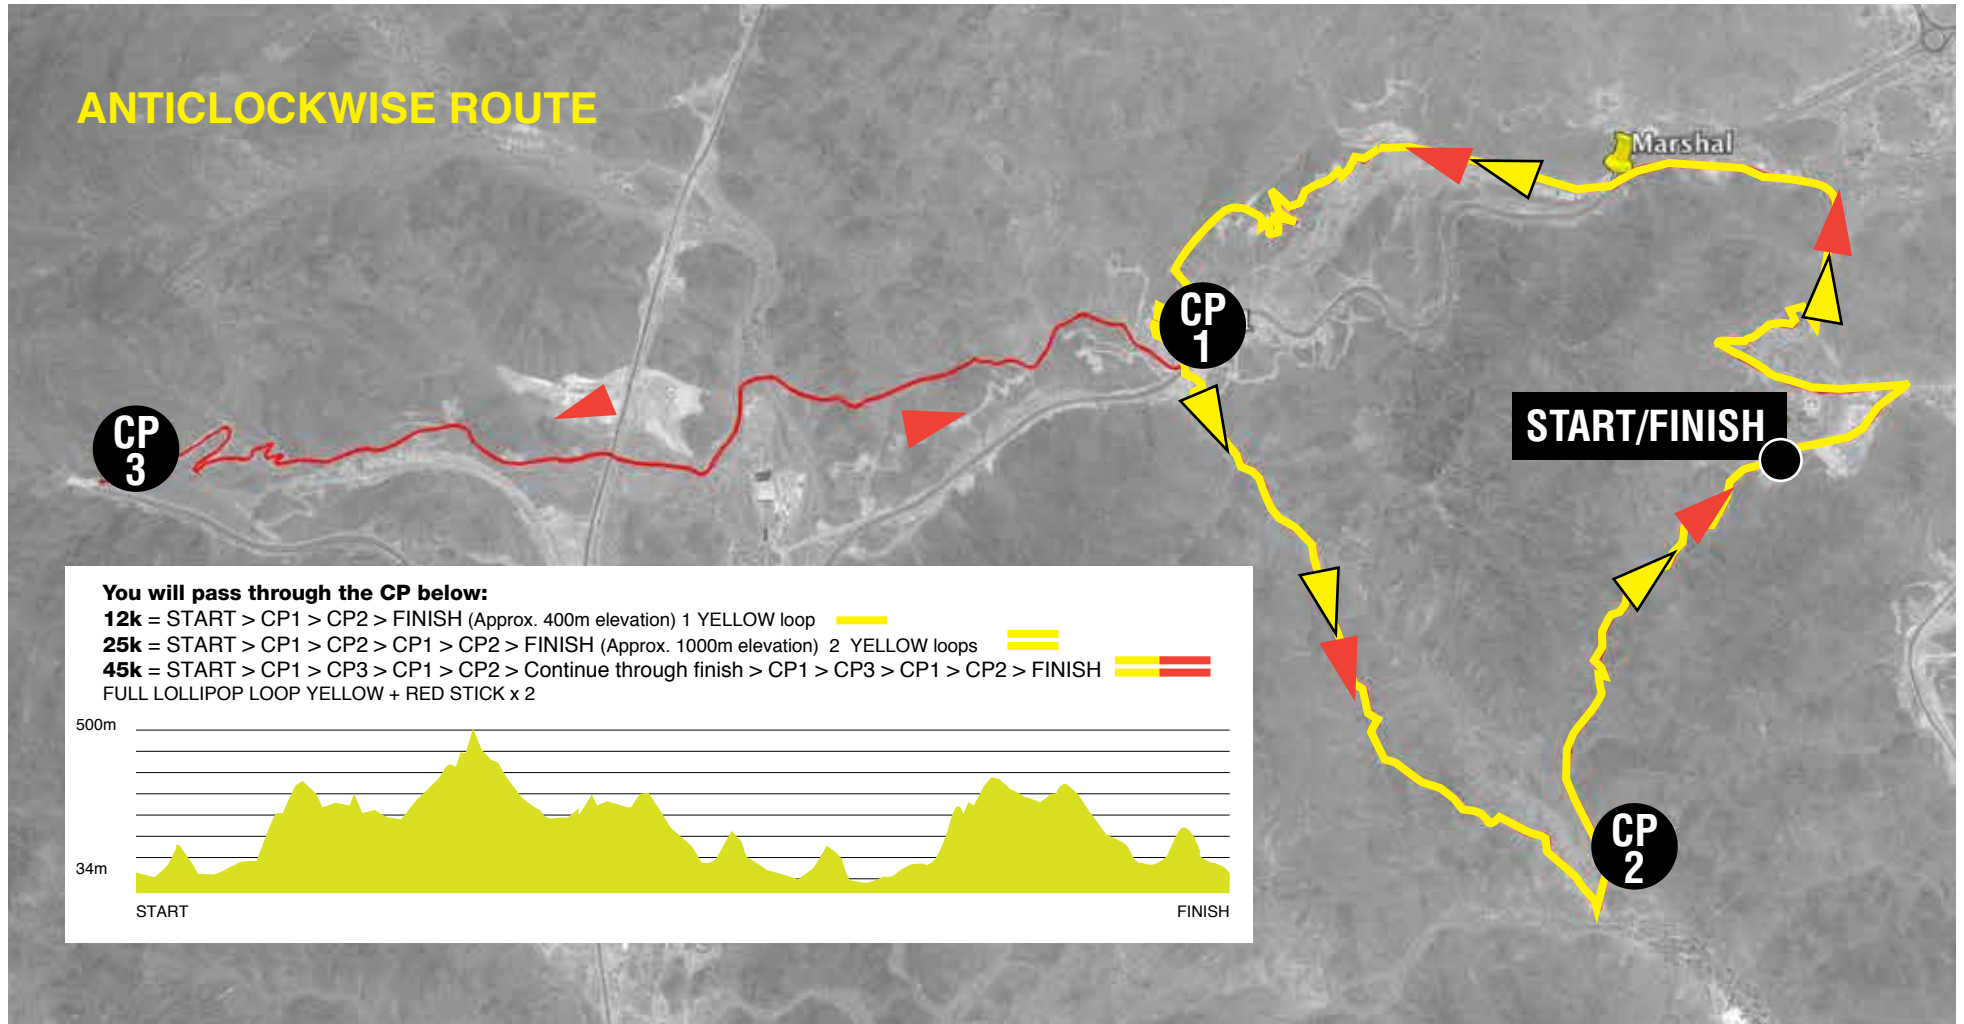 ANTICLOCKWISE ROUTE
Marshal
CP
1
START/FINISH
CP
3
CP
2
You will pass through the CP below:
12k = START > CP1 > CP2 > FINISH (Approx. 400m elevation) 1 YELLOW loop
25k = START > CP1 > CP2 > CP1 > CP2 > FINISH (Approx. 1000m elevation) 2 YELLOW loops
45k = START > CP1 > CP3 > CP1 > CP2 > Continue through finish > CP1 > CP3 > CP1 > CP2 > FINISH
FULL LOLLIPOP LOOP YELLOW + RED STICK x 2
500m
34m
START
FINISH